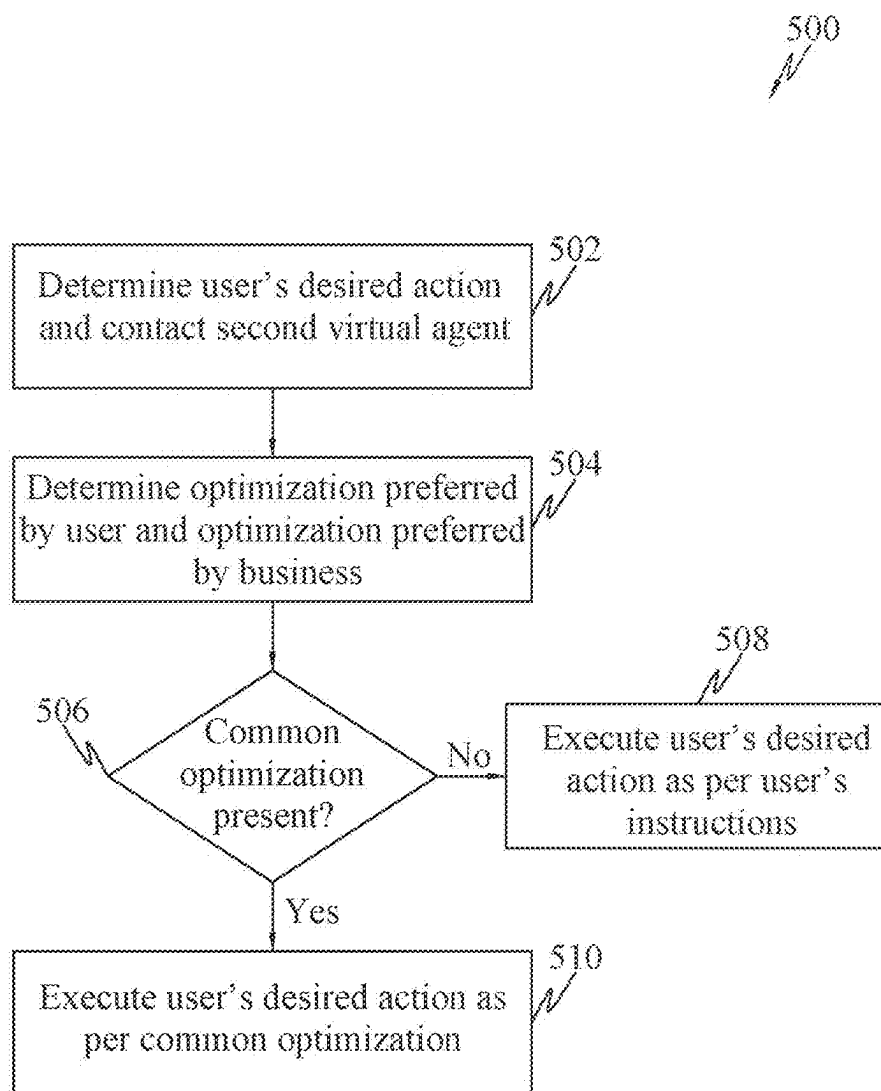 500
502
Determine user's desired action
and contact second virtual agent
504
Determine optimization preferred
by user and optimization preferred
by business
506
Common
optimization
present?
No
508
Execute user's desired
action as per user's
instructions
Yes
510
Execute user's desired action as
per common optimization